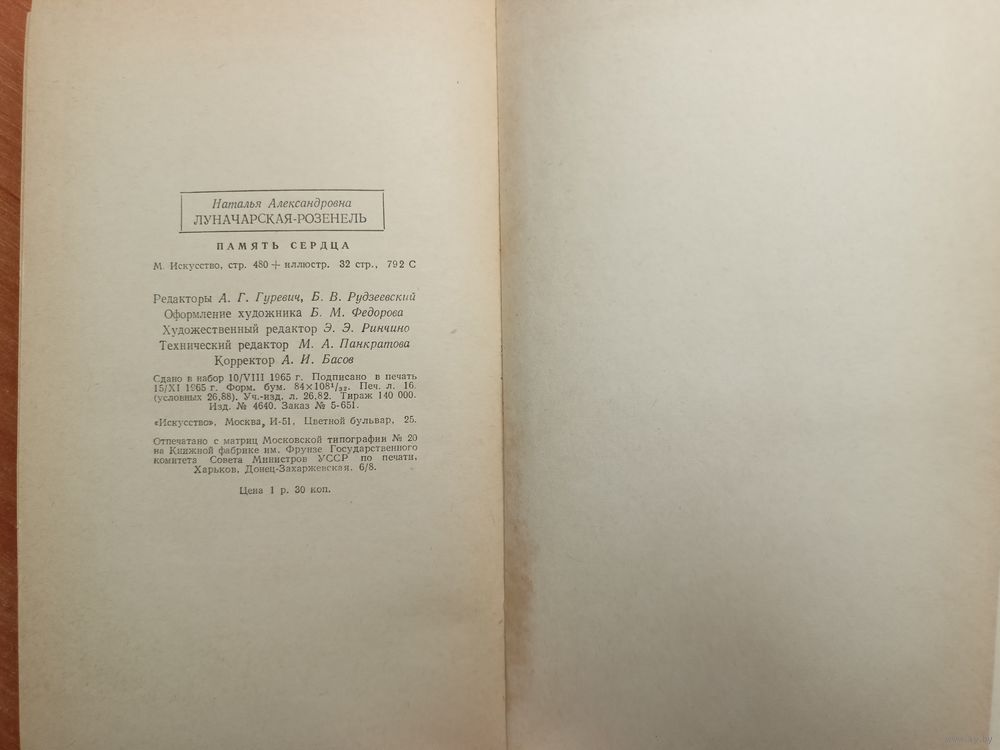 Наталья Александровна
ЛУНАЧАРСКАЯ-РОЗЕНЕЛЬ
ПАМЯТЬ СЕРДЦА
М. Искусство, стр. 480 + иллюстр. 32 стр., 792 С
Редакторы А. Г. Гуревич, Б. В. Рудзеевский
Оформление художника Б. М. Федорова
Художественный редактор Э. Э. Ринчино
Технический редактор М. А. Панкратова
Корректор А. И. Басов
Сдано в набор 10/VIII 1965 г. Подписано в печать
15/XI 1965 г. Форм. бум. 84×108¹/₃₂. Печ. л. 16
(условных 26,88). Уч.-изд. л. 26,82. Тираж 140 000.
Изд. № 4640. Заказ № 5-651.
«Искусство», Москва, И-51, Цветной бульвар, 25.
Отпечатано с матриц Московской типографии № 20
на Книжной фабрике им. Фрунзе Государственного
комитета Совета Министров УССР по печати,
Харьков, Донец-Захаржевская, 6/8.
Цена 1 р. 30 коп.